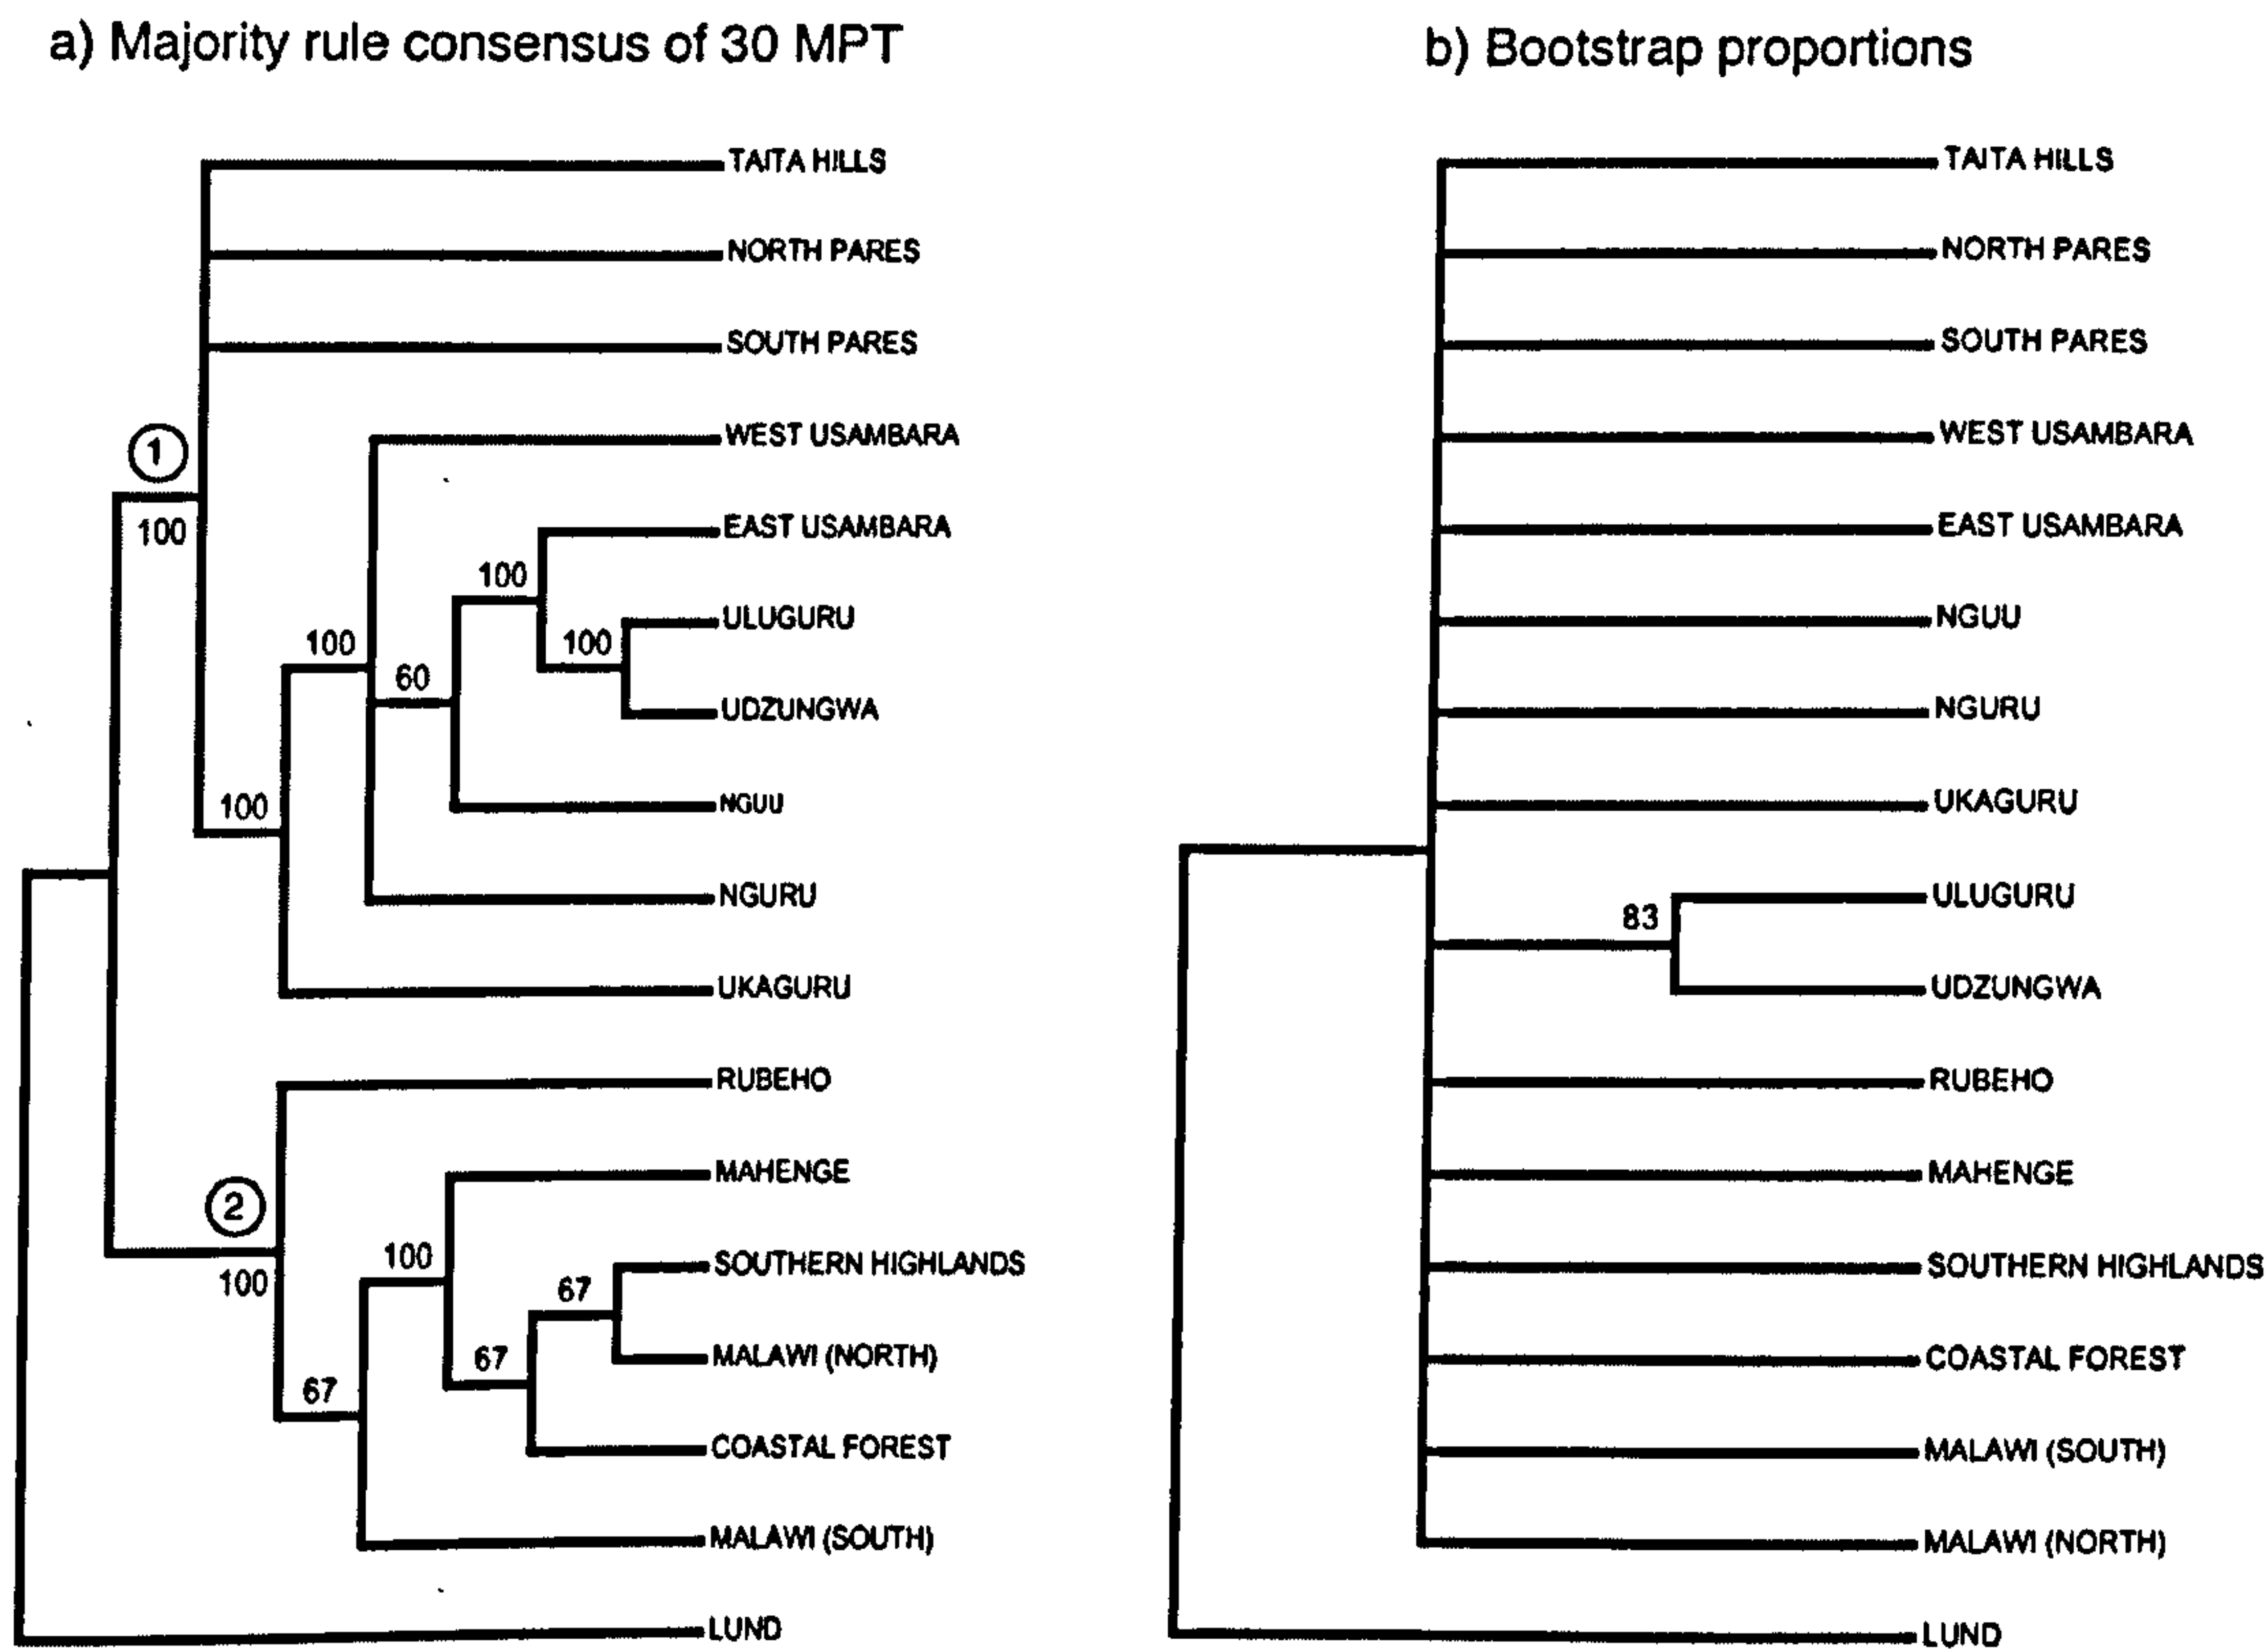 a) Majority rule consensus of 30 MPT
TAITA HILLS
NORTH PARES
SOUTH PARES
1
WEST USAMBARA
100
EAST USAMBARA
100
ULUGURU
100
100
60
UDZUNGWA
100
NGUU
NGURU
UKAGURU
RUBEHO
MAHENGE
2
100
SOUTHERN HIGHLANDS
100
67
MALAWI (NORTH)
67
67
COASTAL FOREST
MALAWI (SOUTH)
LUND
b) Bootstrap proportions
TAITA HILLS
NORTH PARES
SOUTH PARES
WEST USAMBARA
EAST USAMBARA
NGUU
NGURU
UKAGURU
ULUGURU
83
UDZUNGWA
RUBEHO
MAHENGE
SOUTHERN HIGHLANDS
COASTAL FOREST
MALAWI (SOUTH)
MALAWI (NORTH)
LUND